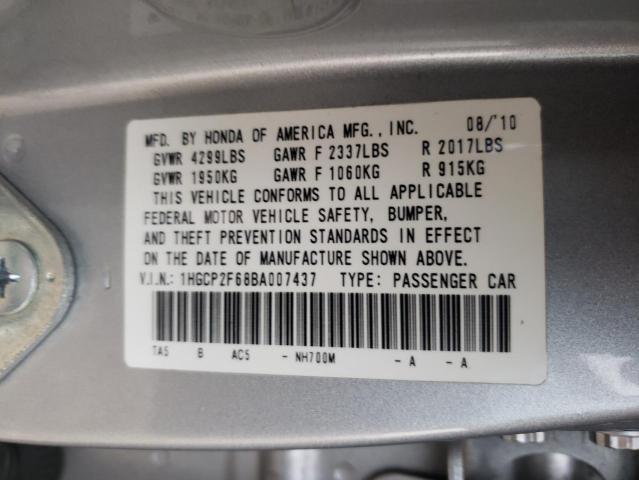 MFD. BY HONDA OF AMERICA MFG., INC. 08/'10
GVWR 4299LBS GAWR F 2337LBS R 2017LBS
GVWR 1950KG GAWR F 1060KG R 915KG
THIS VEHICLE CONFORMS TO ALL APPLICABLE
FEDERAL MOTOR VEHICLE SAFETY, BUMPER,
AND THEFT PREVENTION STANDARDS IN EFFECT
ON THE DATE OF MANUFACTURE SHOWN ABOVE.
V.I.N.: 1HGCP2F68BA007437 TYPE: PASSENGER CAR
TA5 B AC5 - NH700M - A - A